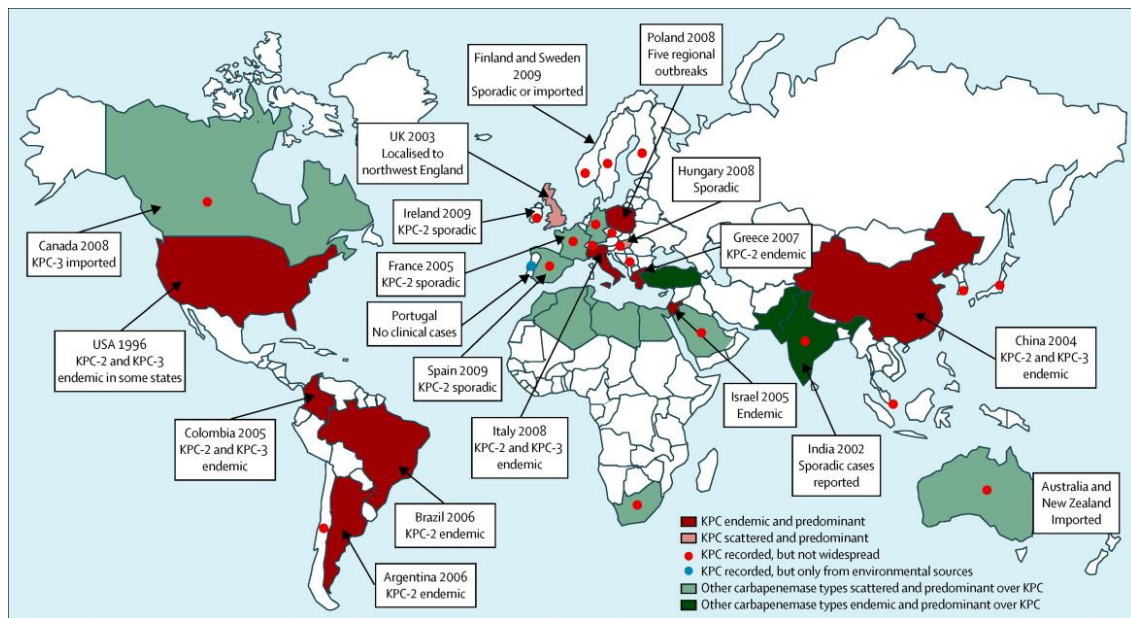 Poland 2008
Five regional
outbreaks
Finland and Sweden
2009
Sporadic or imported
UK 2003
Localised to
northwest England
Hungary 2008
Sporadic
Ireland 2009
KPC-2 sporadic
Greece 2007
KPC-2 endemic
Canada 2008
KPC-3 imported
France 2005
KPC-2 sporadic
Portugal
No clinical cases
USA 1996
KPC-2 and KPC-3
endemic in some states
China 2004
KPC-2 and KPC-3
endemic
Spain 2009
KPC-2 sporadic
Israel 2005
Endemic
Colombia 2005
KPC-2 and KPC-3
endemic
Italy 2008
KPC-2 and KPC-3
endemic
India 2002
Sporadic cases
reported
Australia and
New Zealand
Imported
Brazil 2006
KPC-2 endemic
Argentina 2006
KPC-2 endemic
KPC endemic and predominant
KPC scattered and predominant
KPC recorded, but not widespread
KPC recorded, but only from environmental sources
Other carbapenemase types scattered and predominant over KPC
Other carbapenemase types endemic and predominant over KPC